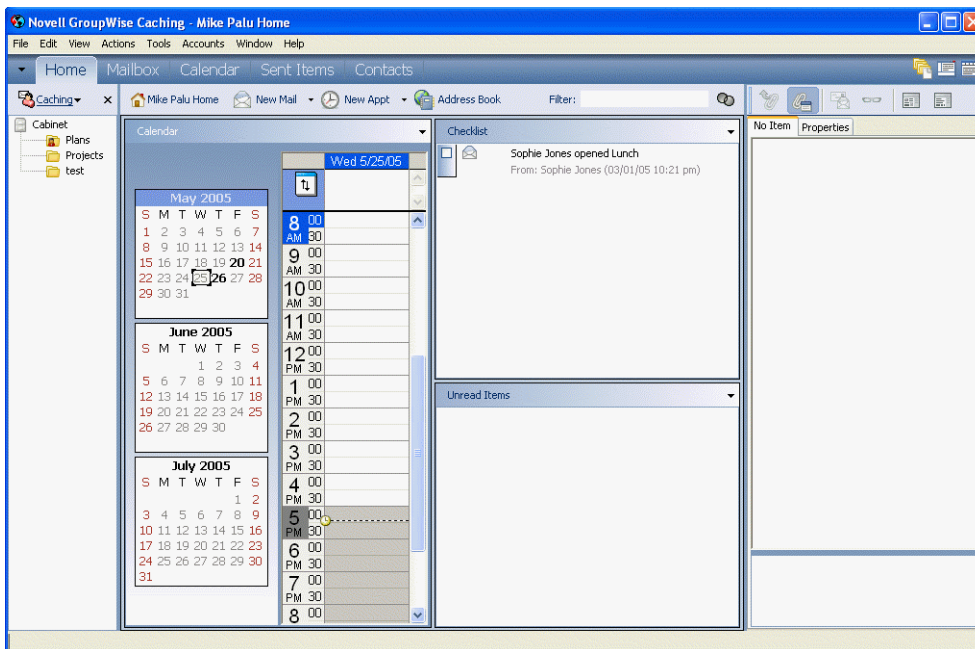 Novell GroupWise Caching - Mike Palu Home
File Edit View Actions Tools Accounts Window Help
Home Mailbox Calendar Sent Items Contacts
Caching Mike Palu Home New Mail New Appt Address Book Filter:
Cabinet
Plans
Projects
test
Calendar
Wed 5/25/05
May 2005
S M T W T F S
1 2 3 4 5 6 7
8 9 10 11 12 13 14
15 16 17 18 19 20 21
22 23 24 25 26 27 28
29 30 31
June 2005
S M T W T F S
1 2 3 4
5 6 7 8 9 10 11
12 13 14 15 16 17 18
19 20 21 22 23 24 25
26 27 28 29 30
July 2005
S M T W T F S
1 2
3 4 5 6 7 8 9
10 11 12 13 14 15 16
17 18 19 20 21 22 23
24 25 26 27 28 29 30
31
8 00
AM 30
9 00
AM 30
10 00
AM 30
11 00
AM 30
12 00
PM 30
1 00
PM 30
2 00
PM 30
3 00
PM 30
4 00
PM 30
5 00
PM 30
6 00
PM 30
7 00
PM 30
8 00
Checklist
Sophie Jones opened Lunch
From: Sophie Jones (03/01/05 10:21 pm)
Unread Items
No Item Properties